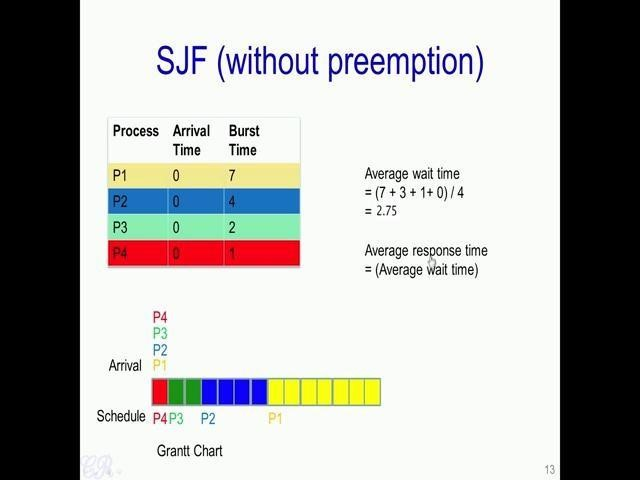 SJF (without preemption)
Process Arrival Time Burst Time
P1 0 7
P2 0 4
P3 0 2
P4 0 1
Average wait time
= (7 + 3 + 1+ 0) / 4
= 2.75
Average response time
= (Average wait time)
P4
P3
P2
Arrival P1
Schedule P4 P3 P2 P1
Grantt Chart
13